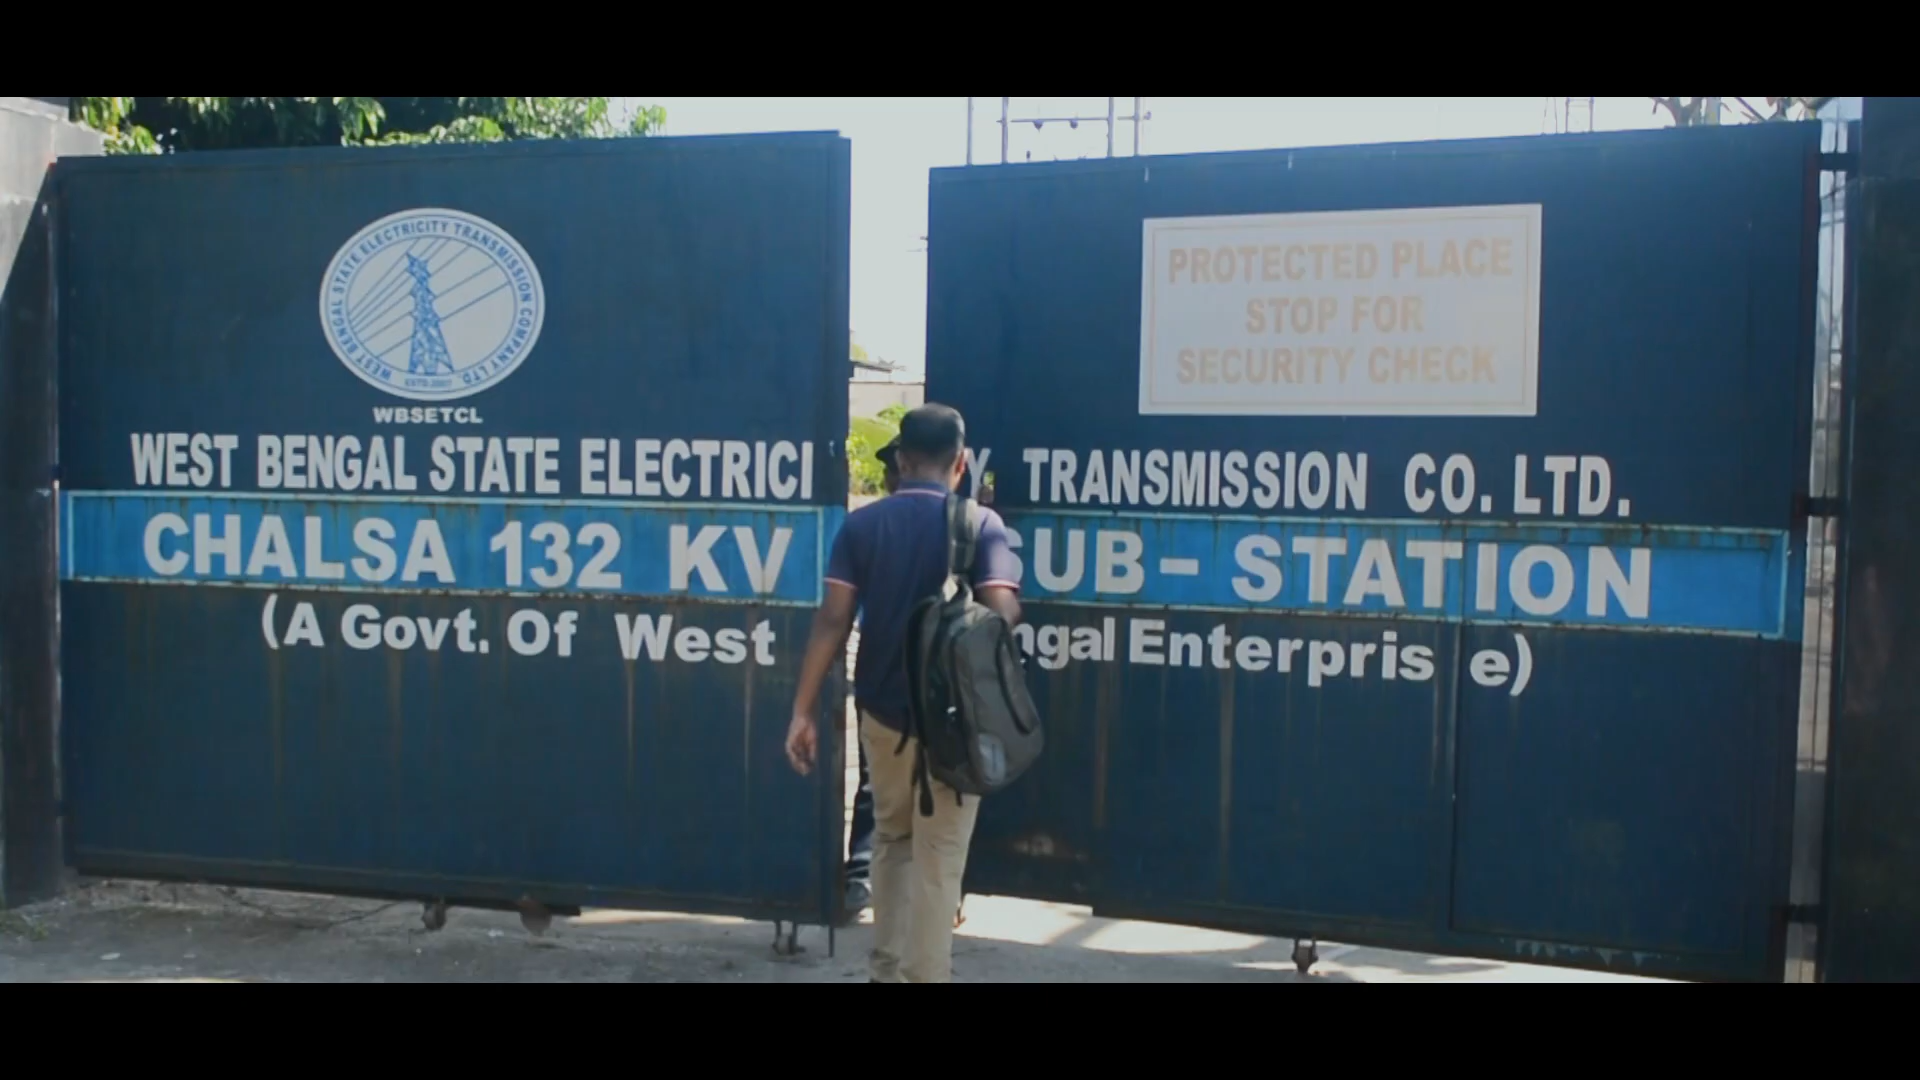 WEST BENGAL STATE ELECTRICITY TRANSMISSION COMPANY LTD.
ESTD. 2007
WBSETCL
PROTECTED PLACE
STOP FOR
SECURITY CHECK
WEST BENGAL STATE ELECTRICI Y TRANSMISSION CO. LTD.
CHALSA 132 KV SUB-STATION
(A Govt. Of West ngal Enterpris e)